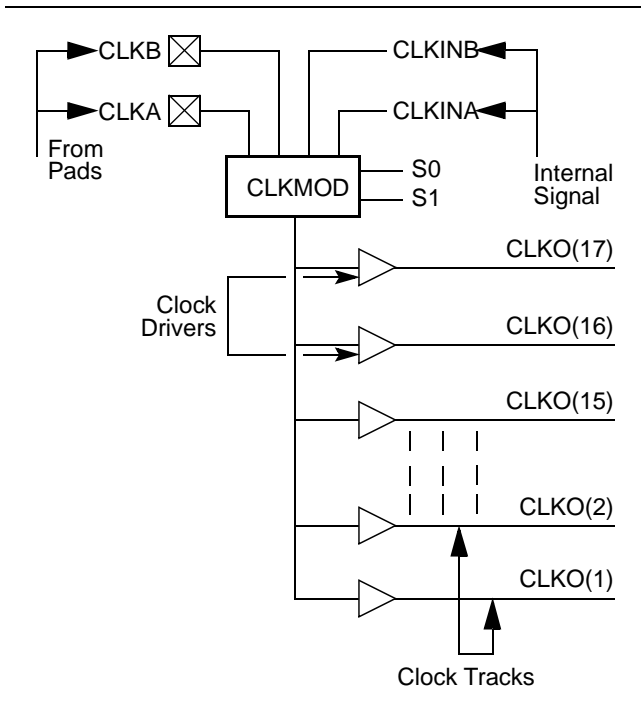 CLKB
CLKINB
CLKA
CLKINA
From
Pads
Internal
Signal
CLKMOD
S0
S1
CLKO(17)
Clock
Drivers
CLKO(16)
CLKO(15)
CLKO(2)
CLKO(1)
Clock Tracks